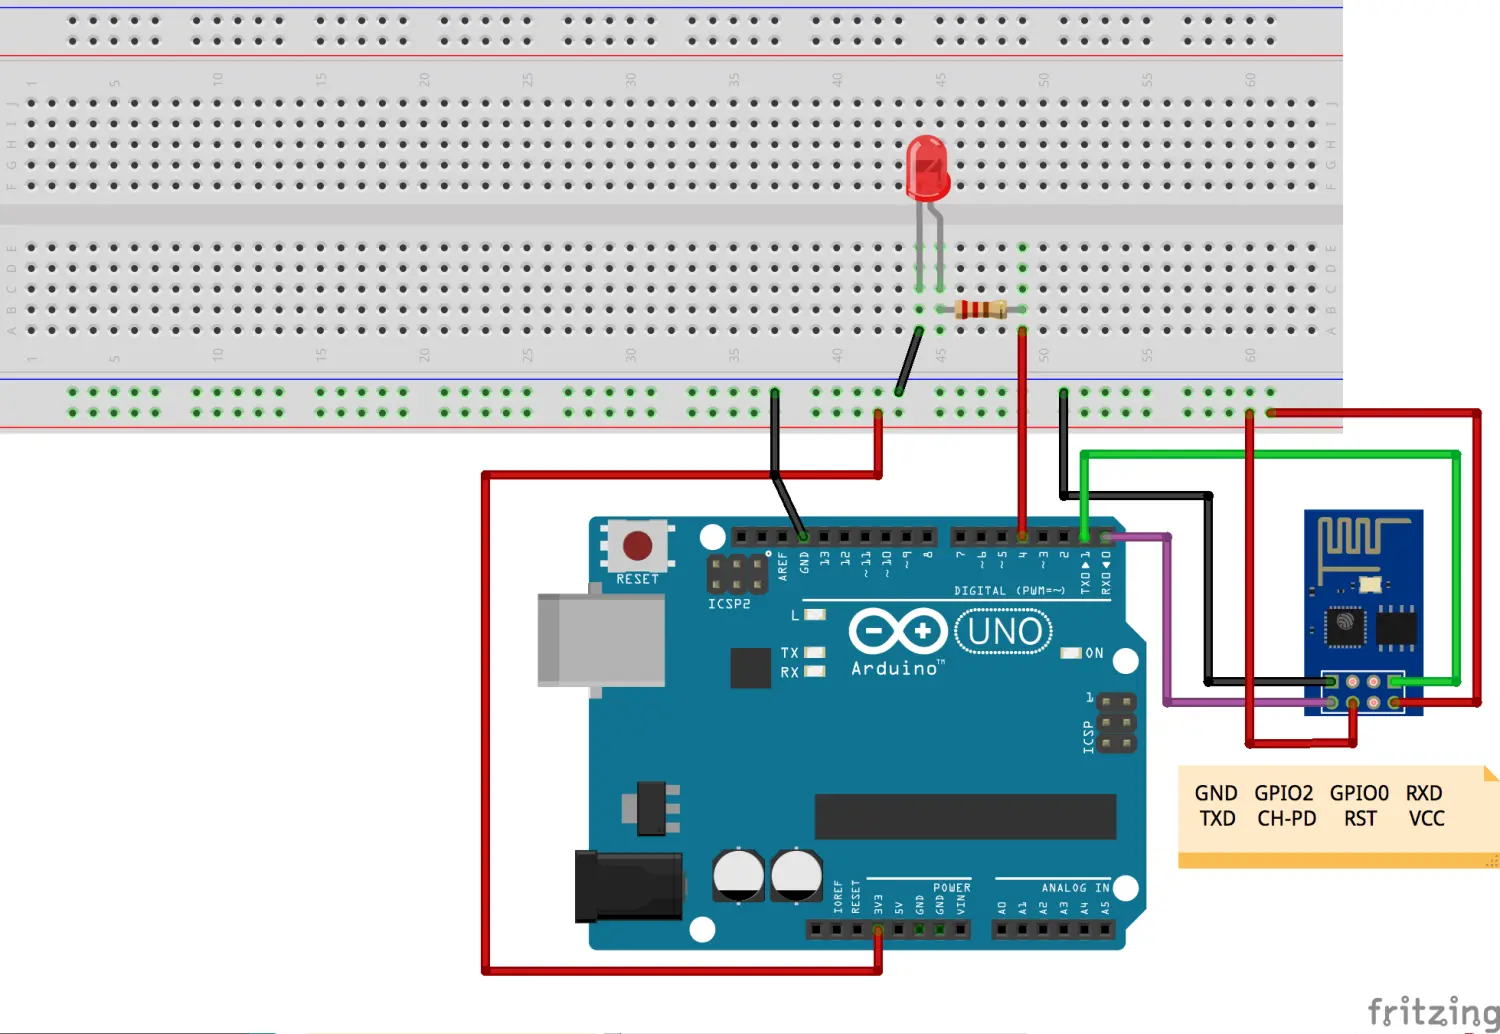 1 5 10 15 20 25 30 35 40 45 50 55 60
J J
I I
H H
G G
F F
E E
D D
C C
B B
A A
1 5 10 15 20 25 30 35 40 45 50 55 60
RESET
ICSP2
AREF
GND
13
12
~11
~10
~9
8
7
~6
~5
4
~3
2
TX0▶1
RX0◀0
DIGITAL (PWM=~)
L
TX
RX
UNO
Arduino™
ON
1
ICSP
IOREF
RESET
3V3
5V
GND
GND
VIN
POWER
ANALOG IN
A0
A1
A2
A3
A4
A5
GND GPIO2 GPIO0 RXD
TXD CH-PD RST VCC
fritzing